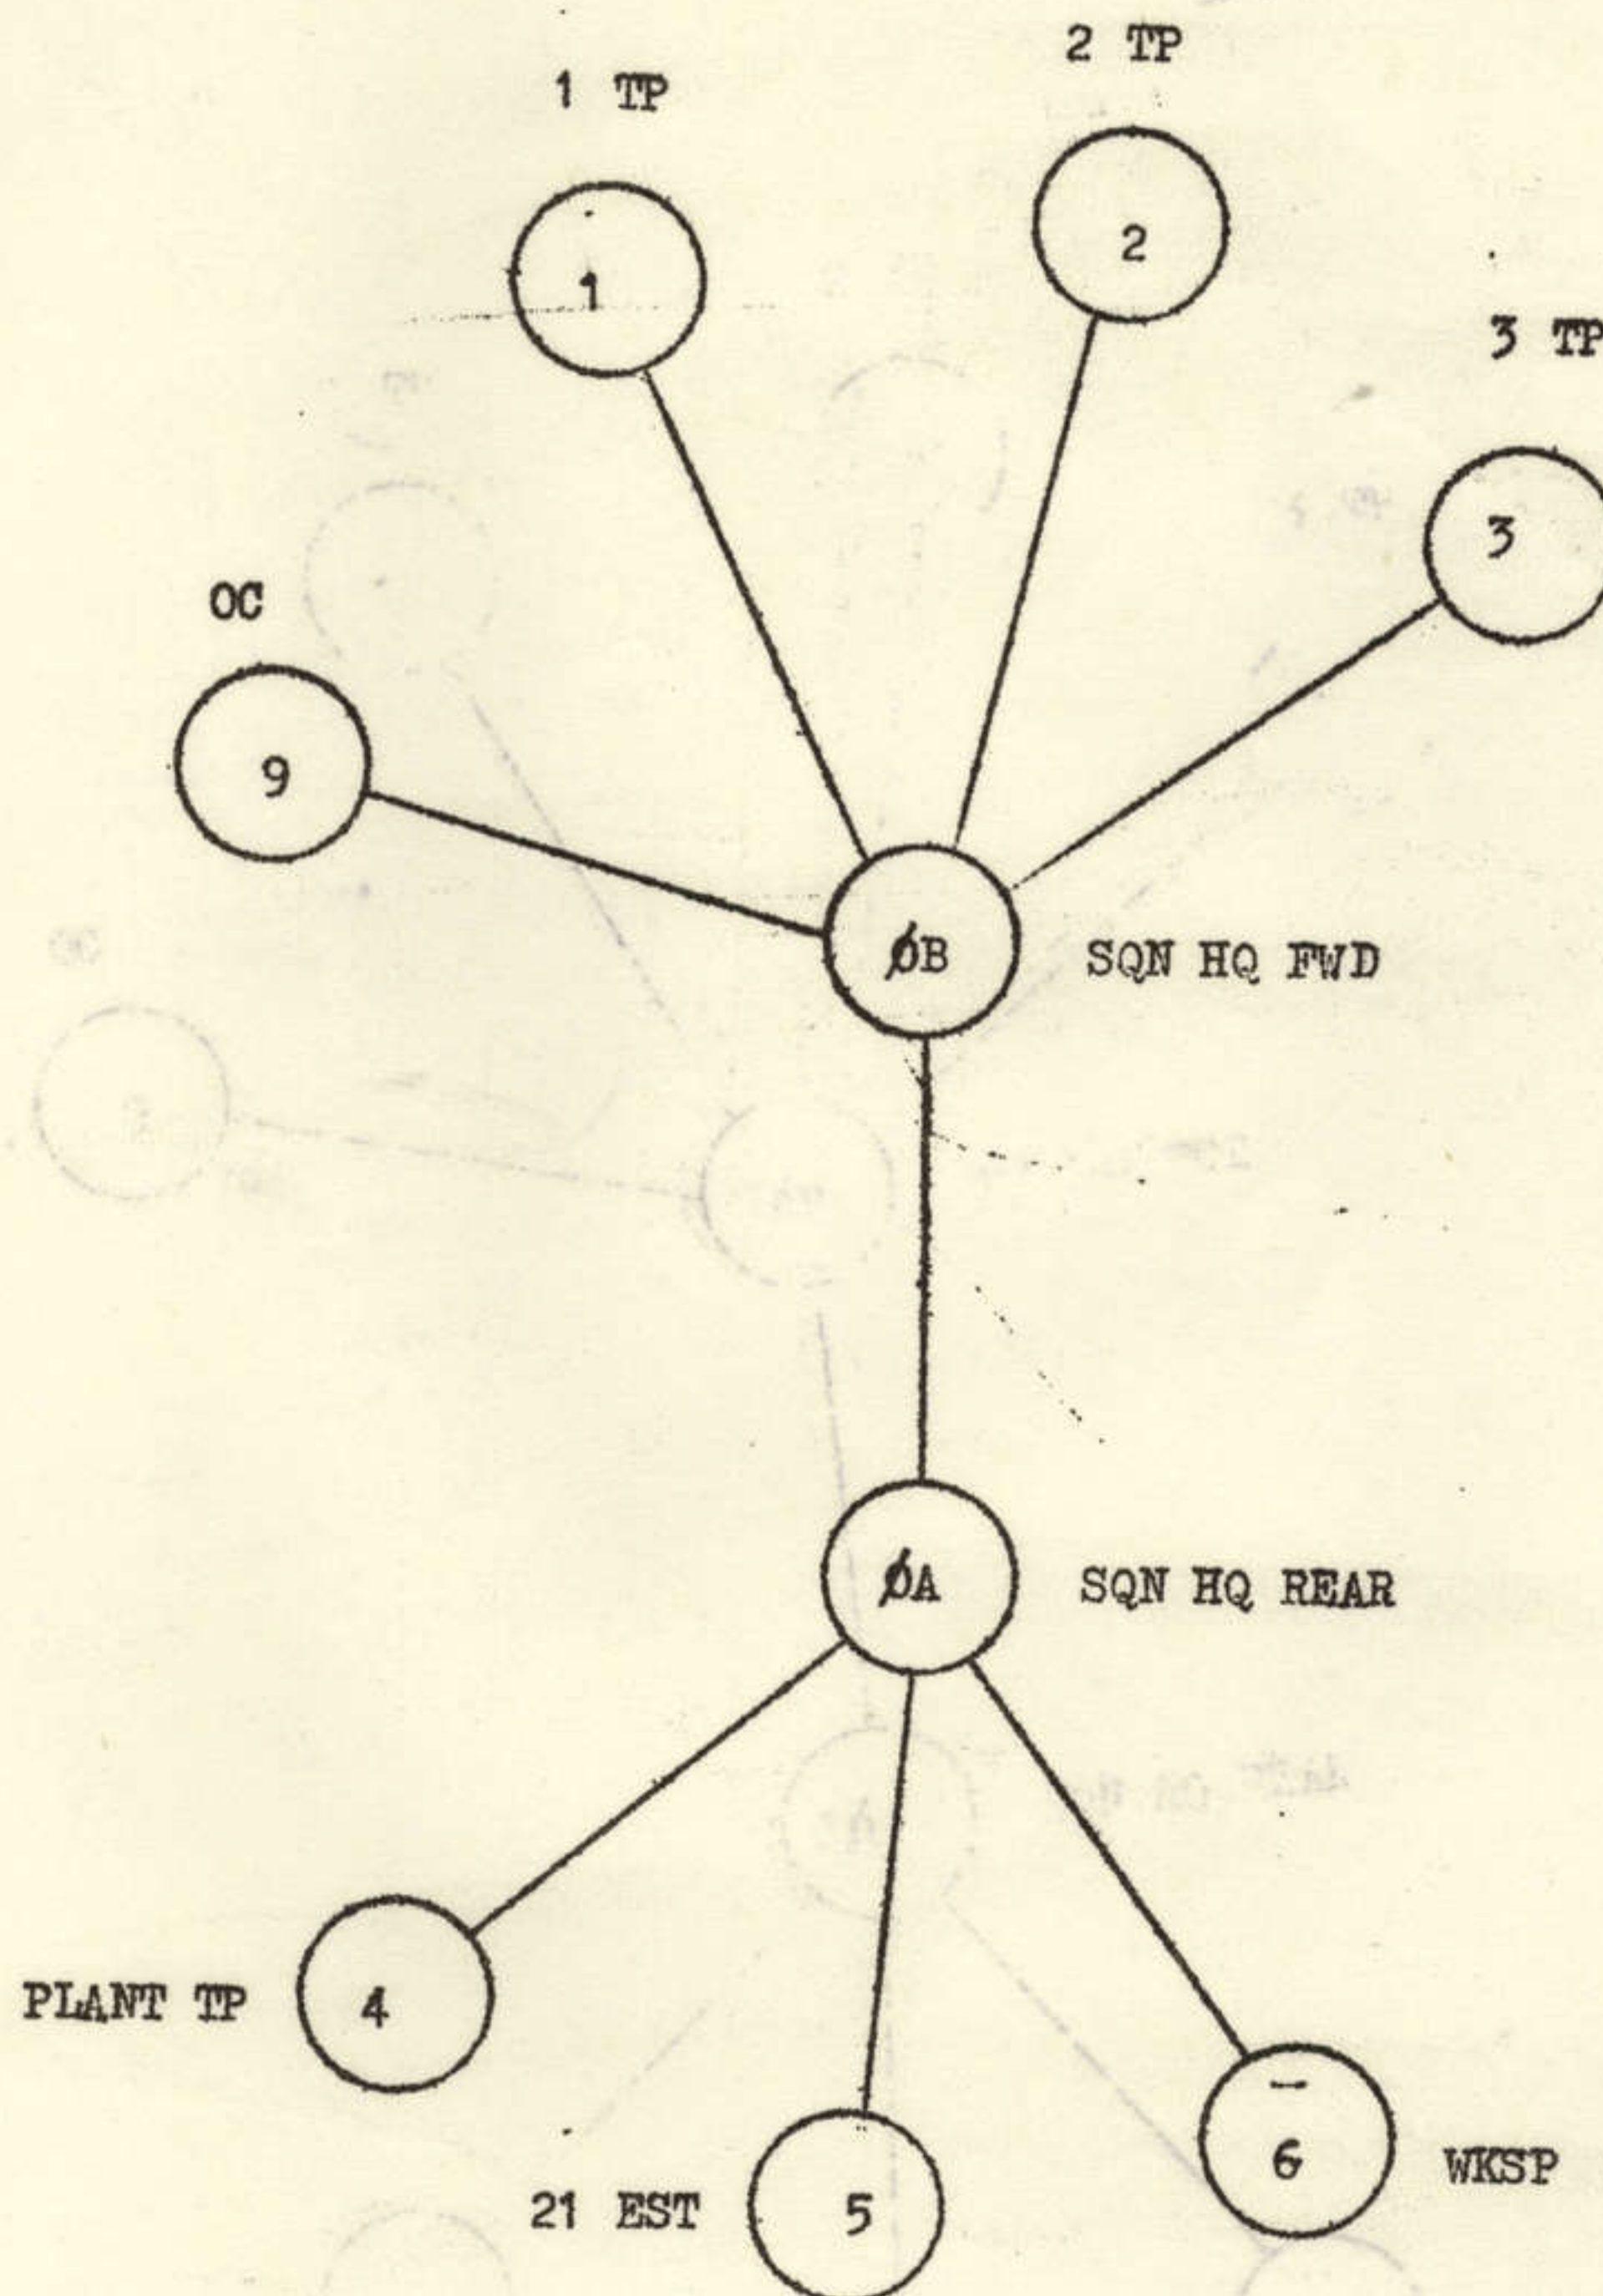 2 TP
1 TP
2
1
3 TP
3
OC
9
ØB SQN HQ FWD
ØA SQN HQ REAR
PLANT TP 4
6 WKSP
21 EST 5